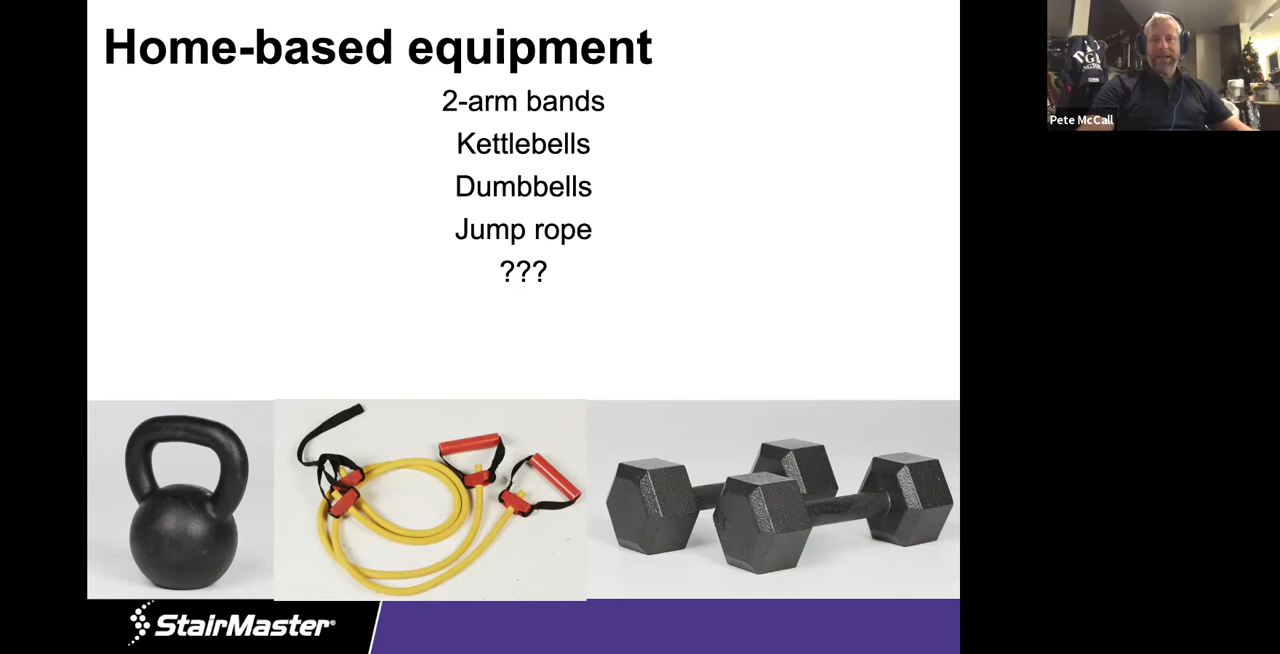 Home-based equipment
2-arm bands
Kettlebells
Dumbbells
Jump rope
???
StairMaster®
Pete McCall